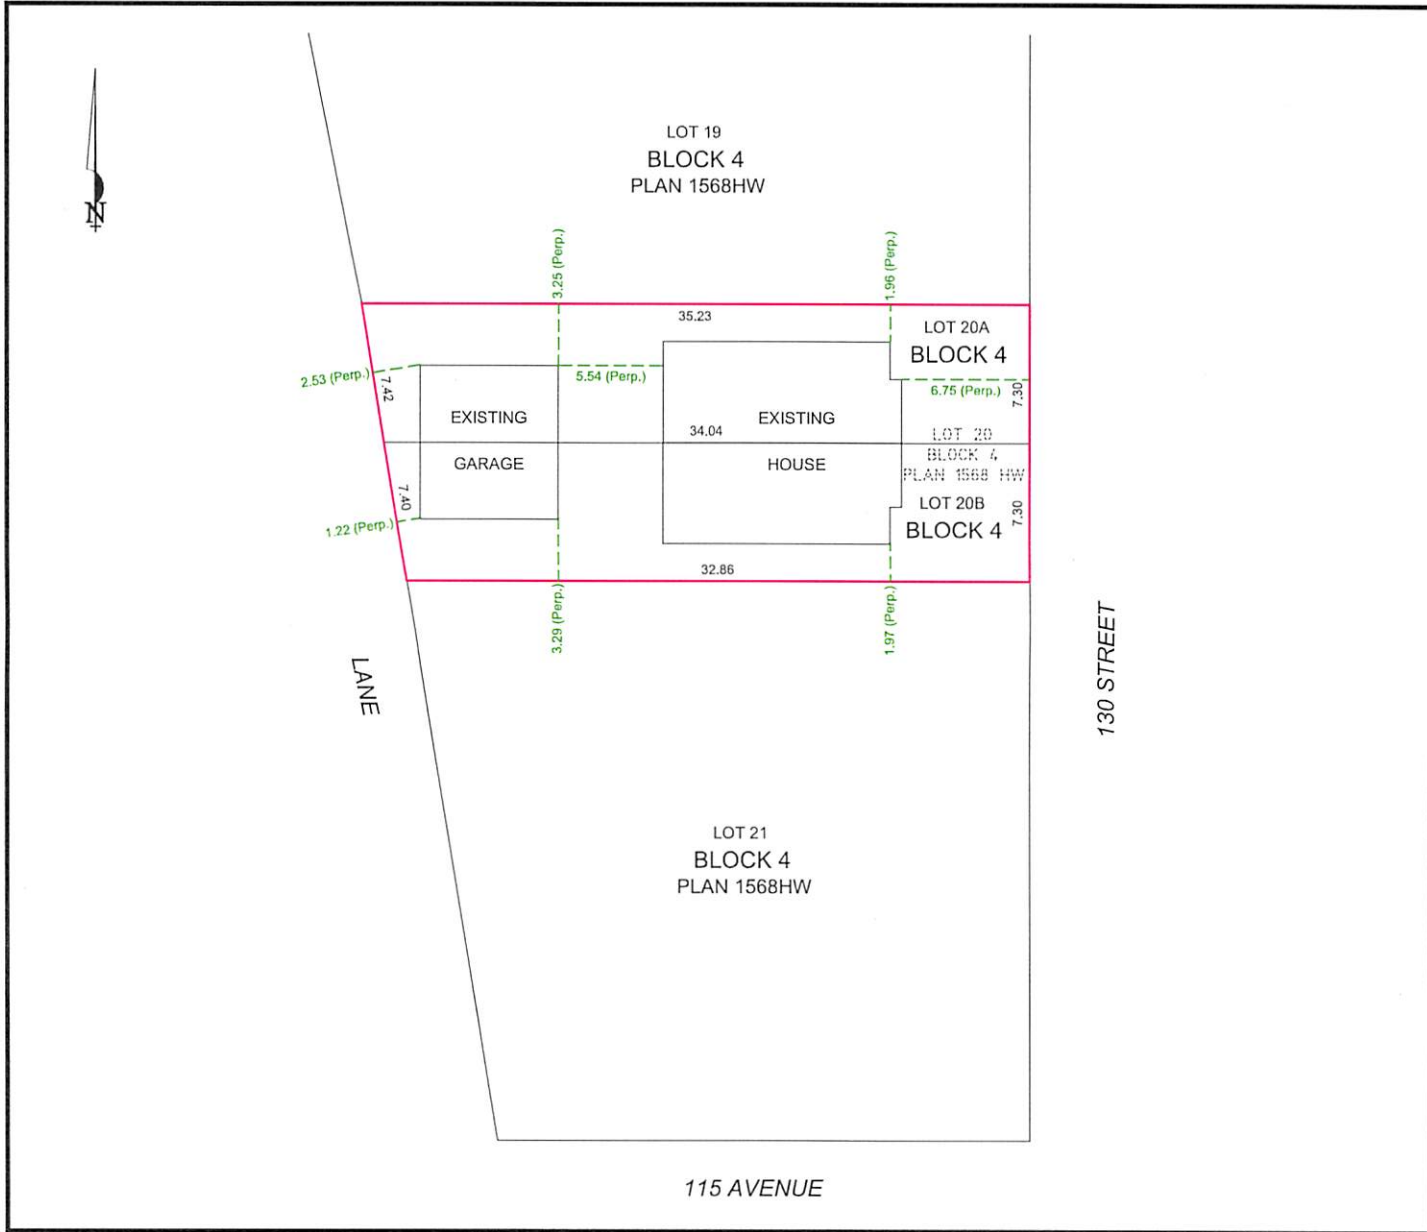 LOT 19
BLOCK 4
PLAN 1568HW
N
3.25 (Perp.)
1.96 (Perp.)
35.23
LOT 20A
BLOCK 4
2.53 (Perp.)
7.42
5.54 (Perp.)
6.75 (Perp.)
7.30
EXISTING
34.04
EXISTING
LOT 20
BLOCK 4
PLAN 1568 HW
GARAGE
HOUSE
7.40
LOT 20B
BLOCK 4
7.30
1.22 (Perp.)
32.86
3.29 (Perp.)
1.97 (Perp.)
LANE
130 STREET
LOT 21
BLOCK 4
PLAN 1568HW
115 AVENUE